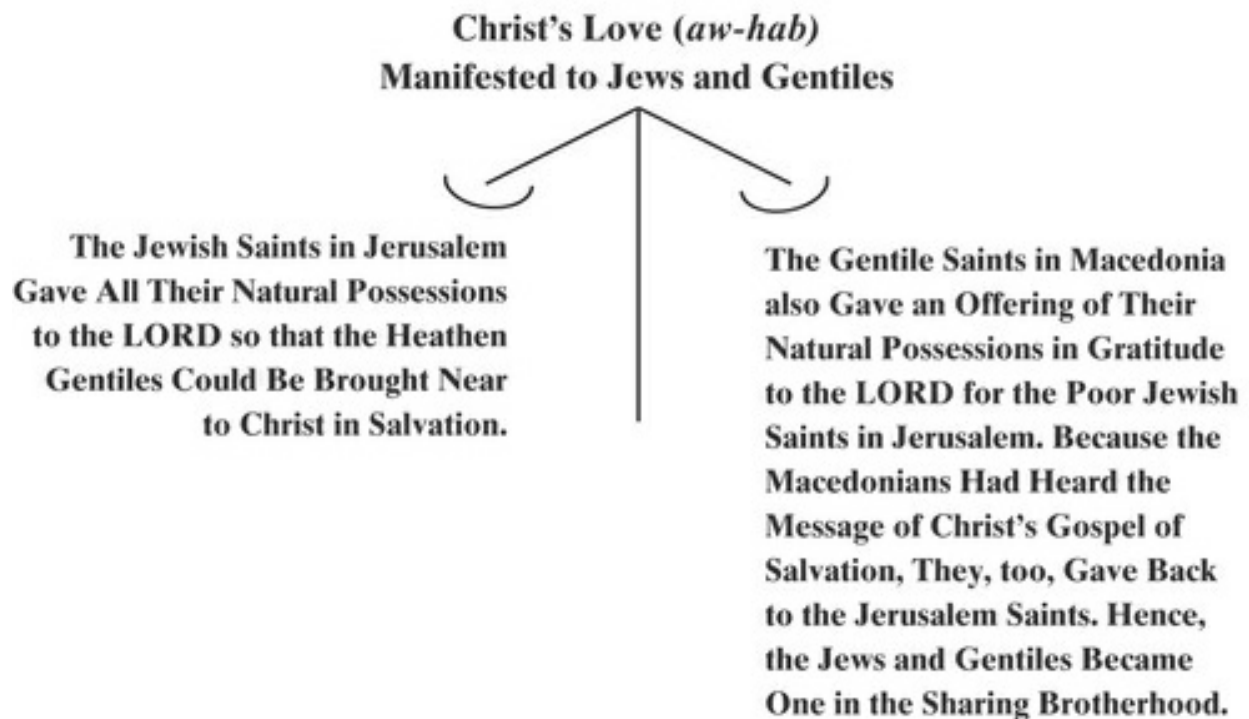 Christ’s Love (aw-hab)
Manifested to Jews and Gentiles
The Jewish Saints in Jerusalem
Gave All Their Natural Possessions
to the LORD so that the Heathen
Gentiles Could Be Brought Near
to Christ in Salvation.
The Gentile Saints in Macedonia
also Gave an Offering of Their
Natural Possessions in Gratitude
to the LORD for the Poor Jewish
Saints in Jerusalem. Because the
Macedonians Had Heard the
Message of Christ’s Gospel of
Salvation, They, too, Gave Back
to the Jerusalem Saints. Hence,
the Jews and Gentiles Became
One in the Sharing Brotherhood.